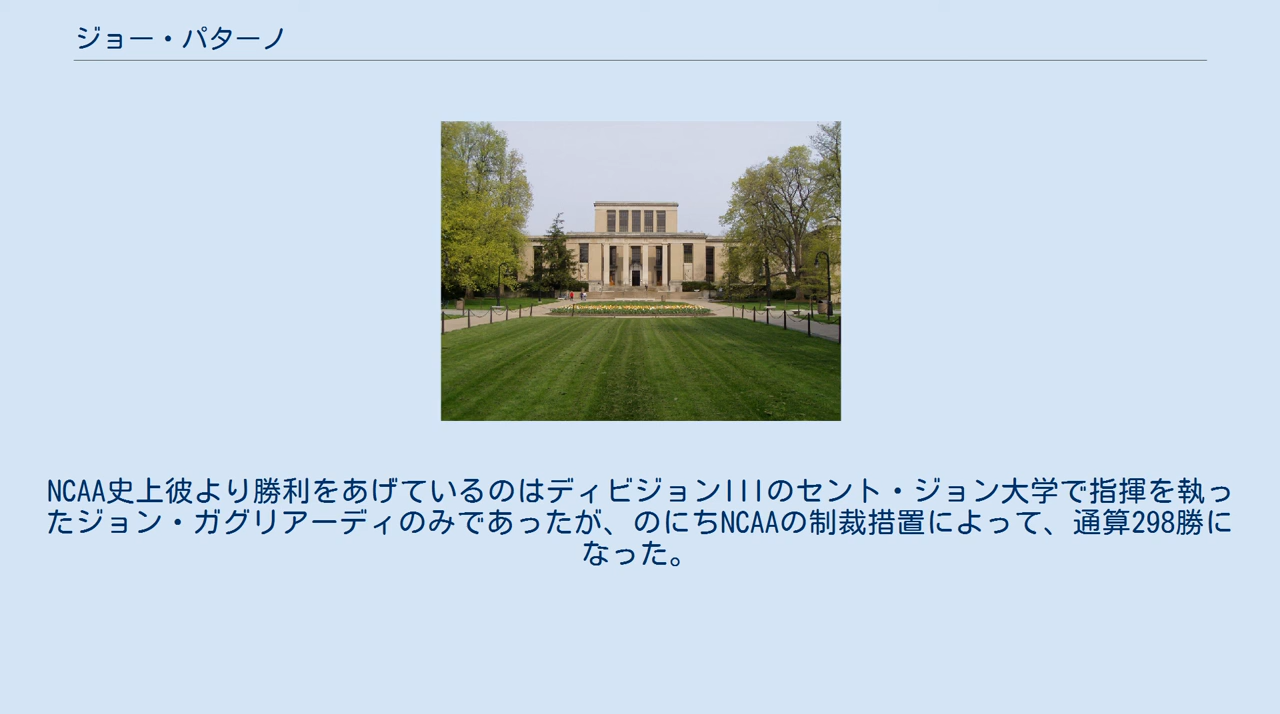 ジョー・パターノ
NCAA史上彼より勝利をあげているのはディビジョンIIIのセント・ジョン大学で指揮を執っ
たジョン・ガグリアーディのみであったが、のにちNCAAの制裁措置によって、通算298勝に
なった。